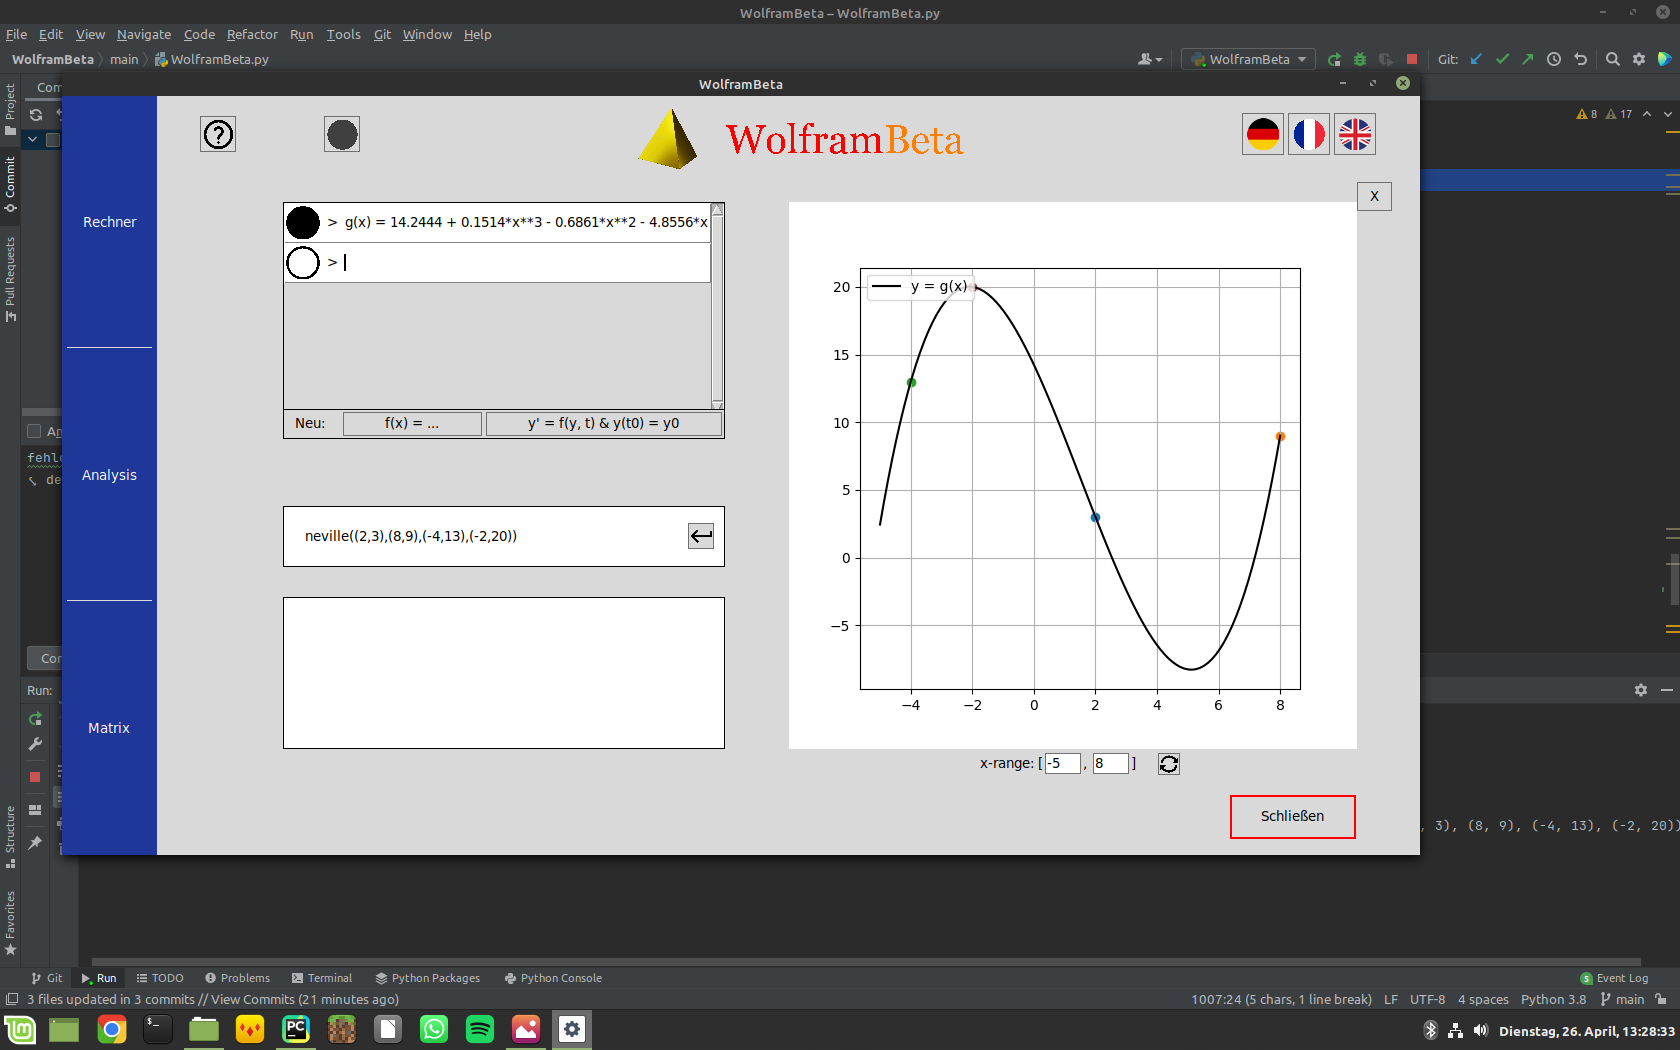 WolframBeta – WolframBeta.py
File Edit View Navigate Code Refactor Run Tools Git Window Help
WolframBeta main WolframBeta.py
WolframBeta
Git:
Project
Commit
Pull Requests
Structure
Favorites
8 17
WolframBeta
WolframBeta
X
Rechner
Analysis
Matrix
> g(x) = 14.2444 + 0.1514*x**3 - 0.6861*x**2 - 4.8556*x
>
Neu: f(x) = ... y' = f(y, t) & y(t0) = y0
neville((2,3),(8,9),(-4,13),(-2,20))
y = g(x)
20
15
10
5
0
−5
−4 −2 0 2 4 6 8
x-range: [ -5 , 8 ]
Schließen
Run:
, 3), (8, 9), (-4, 13), (-2, 20))
Git Run TODO Problems Terminal Python Packages Python Console
5 Event Log
3 files updated in 3 commits // View Commits (21 minutes ago)
1007:24 (5 chars, 1 line break) LF UTF-8 4 spaces Python 3.8 main
PC
Dienstag, 26. April, 13:28:33